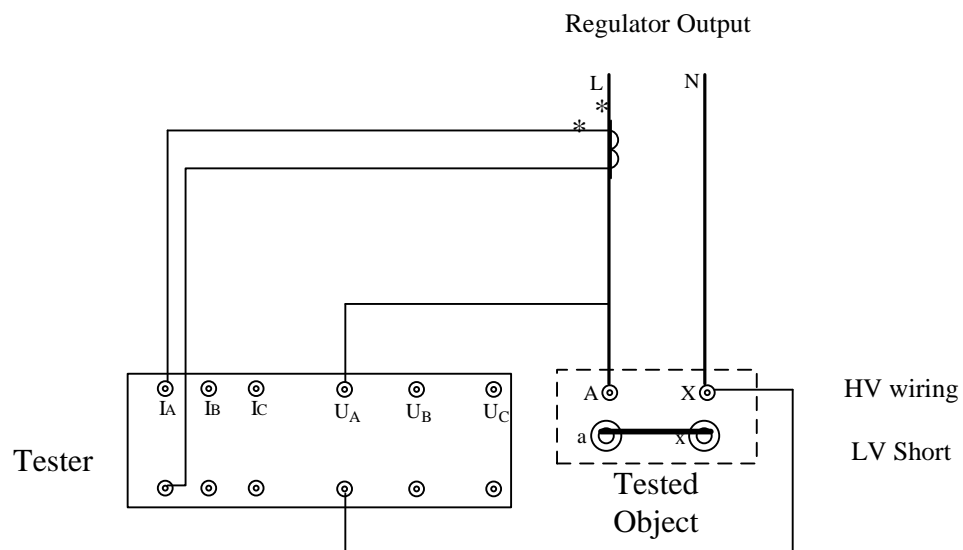 Regulator Output
L N
*
*
A X
HV wiring
IA IB IC UA UB UC
a x
LV Short
Tester
Tested
Object